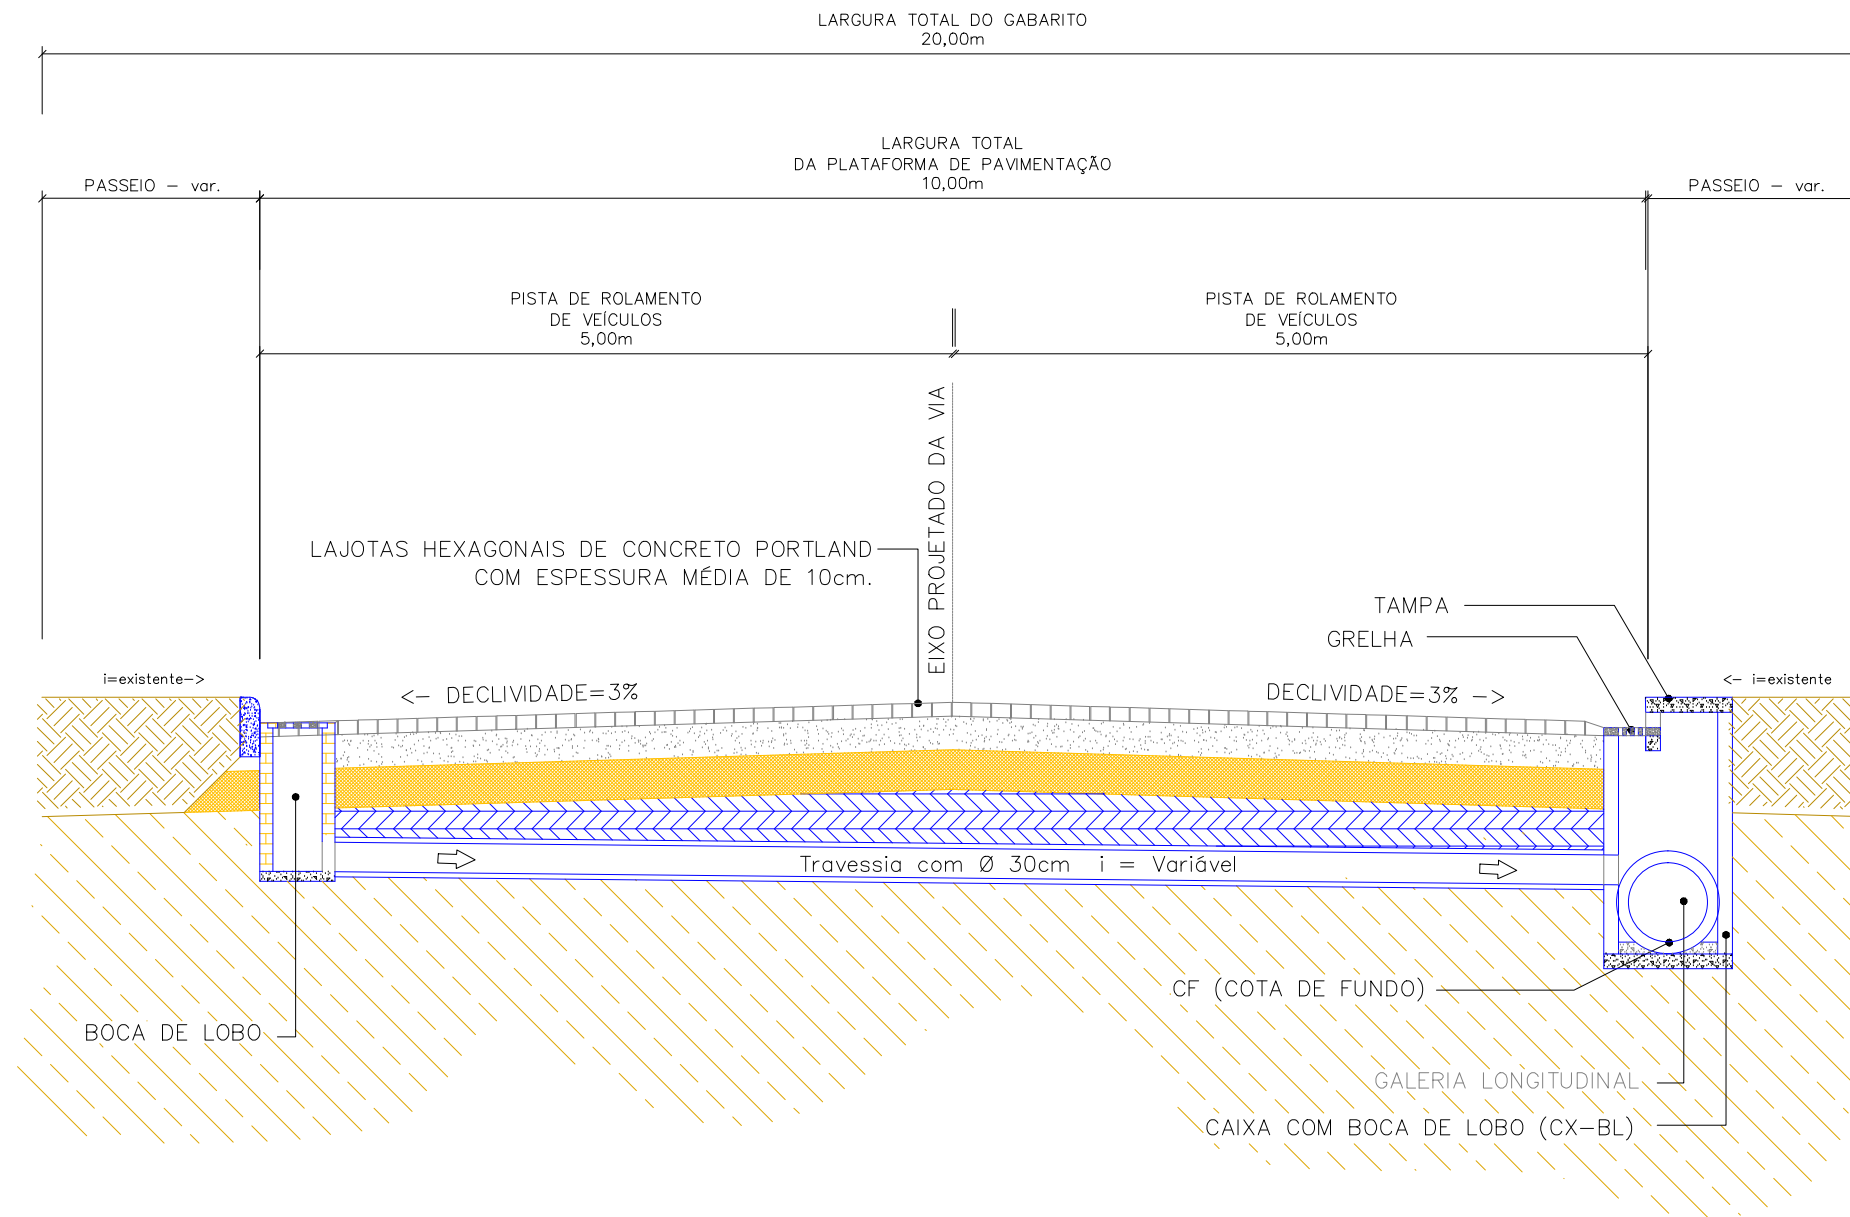 LARGURA TOTAL DO GABARITO
20,00m
LARGURA TOTAL
DA PLATAFORMA DE PAVIMENTAÇÃO
10,00m
PASSEIO - var.
PASSEIO - var.
PISTA DE ROLAMENTO
DE VEÍCULOS
5,00m
PISTA DE ROLAMENTO
DE VEÍCULOS
5,00m
EIXO PROJETADO DA VIA
LAJOTAS HEXAGONAIS DE CONCRETO PORTLAND
COM ESPESSURA MÉDIA DE 10cm.
TAMPA
GRELHA
i=existente->
<- DECLIVIDADE=3%
DECLIVIDADE=3% ->
<- i=existente
Travessia com Ø 30cm i = Variável
CF (COTA DE FUNDO)
BOCA DE LOBO
GALERIA LONGITUDINAL
CAIXA COM BOCA DE LOBO (CX-BL)